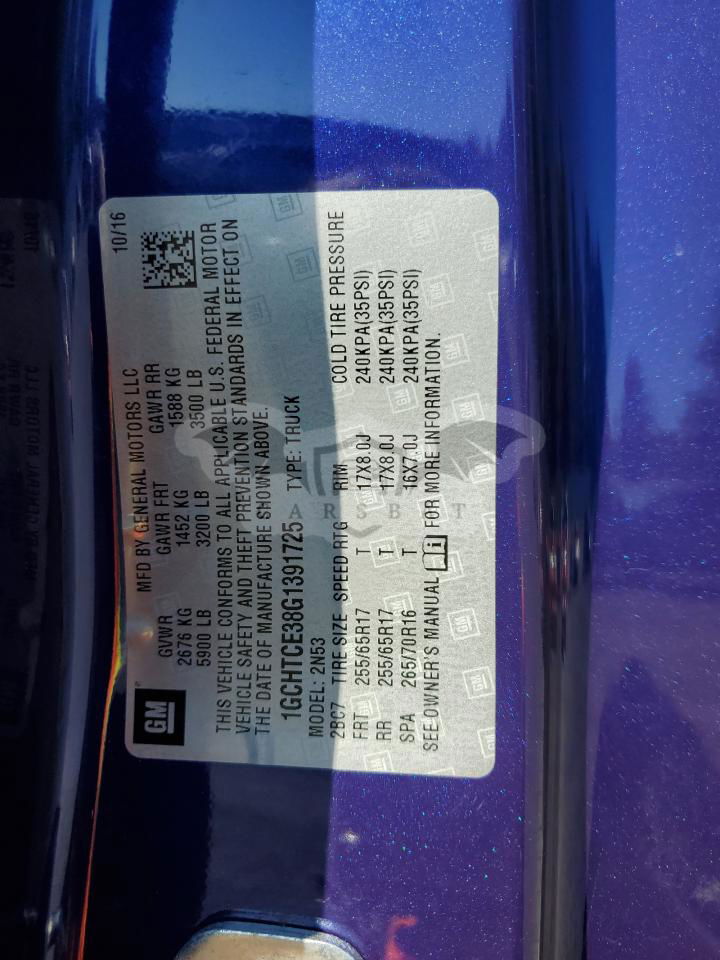 10/16
MFD BY GENERAL MOTORS LLC
GM
GVWR GAWR FRT GAWR RR
2676 KG 1452 KG 1588 KG
5900 LB 3200 LB 3500 LB
THIS VEHICLE CONFORMS TO ALL APPLICABLE U.S. FEDERAL MOTOR
VEHICLE SAFETY AND THEFT PREVENTION STANDARDS IN EFFECT ON
THE DATE OF MANUFACTURE SHOWN ABOVE.
1GCHTCE38G1391725 TYPE: TRUCK
MODEL: 2N53
2BC7 TIRE SIZE SPEED RTG RIM COLD TIRE PRESSURE
FRT 255/65R17 T 17X8.0J 240KPA(35PSI)
RR 255/65R17 T 17X8.0J 240KPA(35PSI)
SPA 265/70R16 T 16X7.0J 240KPA(35PSI)
SEE OWNER'S MANUAL FOR MORE INFORMATION.